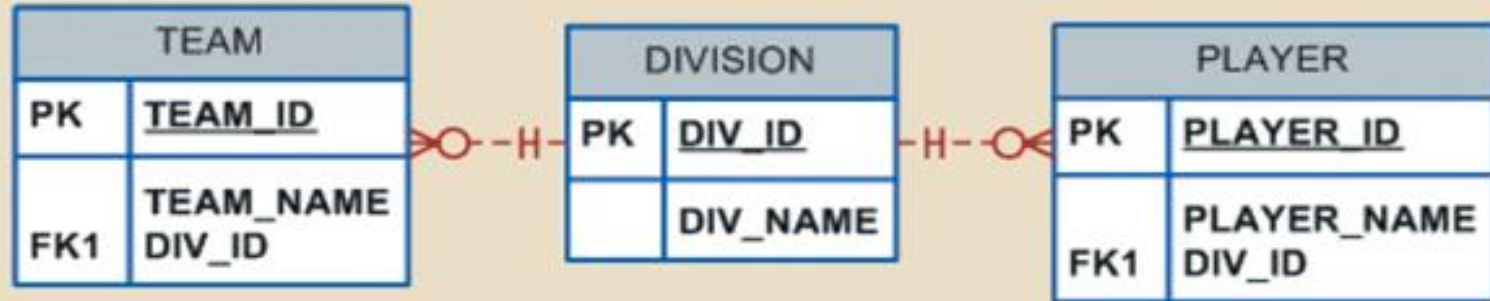 TEAM
PK TEAM_ID
TEAM_NAME
FK1 DIV_ID
DIVISION
PK DIV_ID
DIV_NAME
PLAYER
PK PLAYER_ID
PLAYER_NAME
FK1 DIV_ID